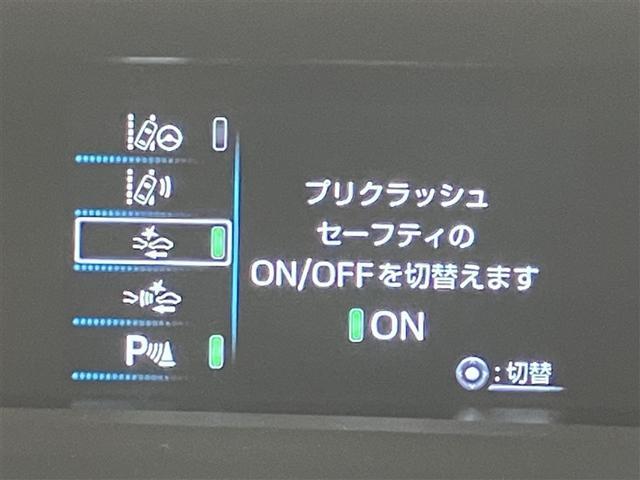 プリクラッシュ
セーフティの
ON/OFFを切替えます
ON
P
:切替